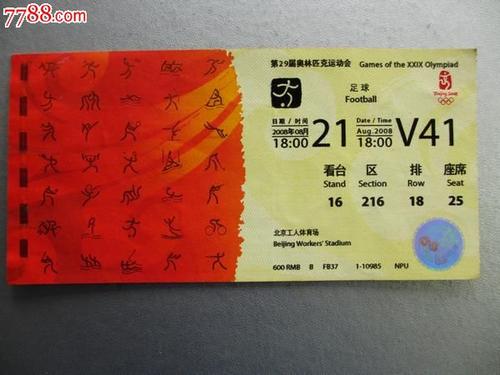 7788.com
第29届奥林匹克运动会 Games of the XXIX Olympiad
足球
Football
Beijing 2008
日期 / 时间 Date / Time
2008年08月 21 Aug.2008 V41
18:00 18:00
看台 区 排 座席
Stand Section Row Seat
16 216 18 25
北京工人体育场
Beijing Workers' Stadium
600 RMB B FB37 1-10985 NPU